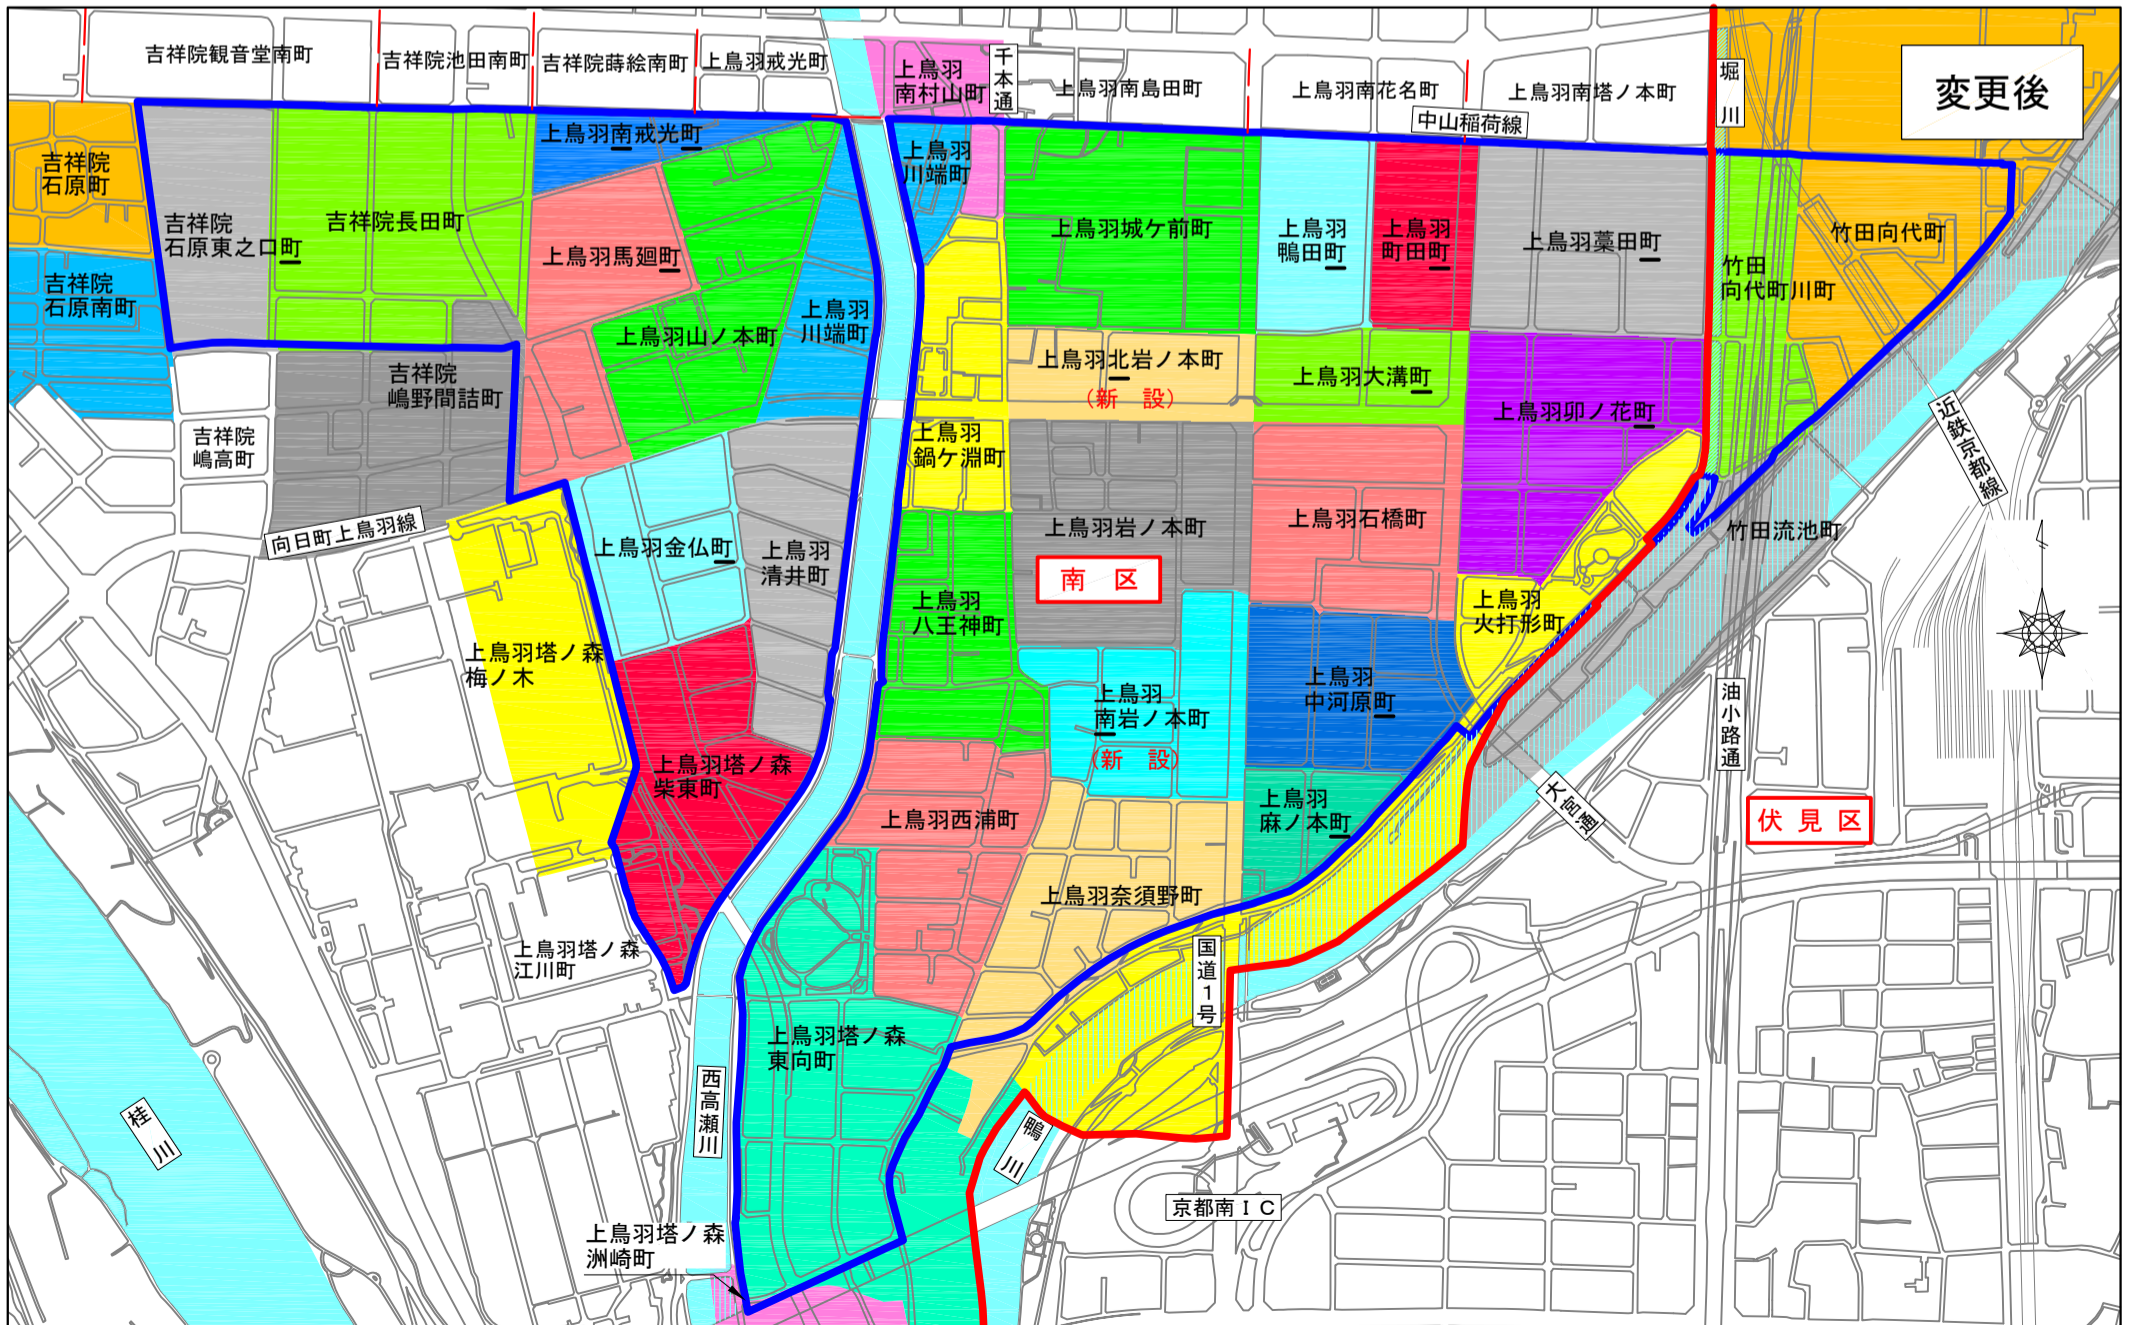 吉祥院観音堂南町
吉祥院池田南町
吉祥院蒔絵南町
上鳥羽戒光町
上鳥羽
南村山町
千本通
上鳥羽南島田町
上鳥羽南花名町
上鳥羽南塔ノ本町
堀川
変更後
中山稲荷線
吉祥院
石原町
吉祥院
石原東之口町
吉祥院長田町
上鳥羽南戒光町
上鳥羽馬廻町
上鳥羽
川端町
上鳥羽城ケ前町
上鳥羽
鴨田町
上鳥羽
町田町
上鳥羽藁田町
竹田
向代町川町
竹田向代町
吉祥院
石原南町
上鳥羽山ノ本町
上鳥羽
川端町
上鳥羽北岩ノ本町
（新　設）
上鳥羽大溝町
上鳥羽卯ノ花町
吉祥院
嶋野間詰町
吉祥院
嶋高町
上鳥羽
鍋ケ淵町
近鉄京都線
向日町上鳥羽線
上鳥羽金仏町
上鳥羽
清井町
上鳥羽岩ノ本町
上鳥羽石橋町
竹田流池町
南　区
上鳥羽
八王神町
上鳥羽
火打形町
上鳥羽塔ノ森
梅ノ木
上鳥羽
南岩ノ本町
（新　設）
上鳥羽
中河原町
油小路通
上鳥羽塔ノ森
柴東町
上鳥羽西浦町
上鳥羽
麻ノ本町
大宮通
伏 見 区
上鳥羽奈須野町
上鳥羽塔ノ森
江川町
国道１号
上鳥羽塔ノ森
東向町
西高瀬川
桂川
鴨川
京都南ＩＣ
上鳥羽塔ノ森
洲崎町